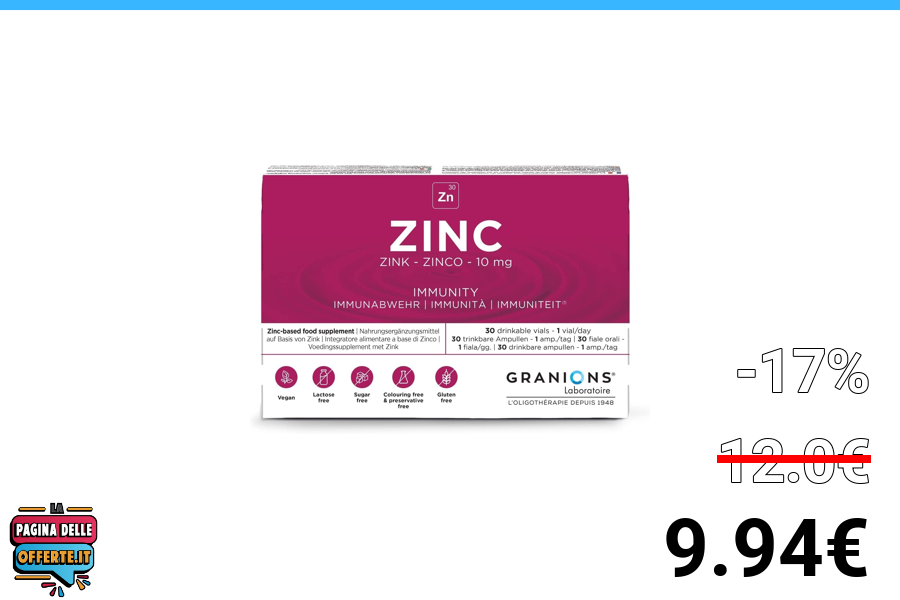 30
Zn
ZINC
ZINK - ZINCO - 10 mg
IMMUNITY
IMMUNABWEHR | IMMUNITÀ | IMMUNITEIT
Zinc-based food supplement | Nahrungsergänzungsmittel
auf Basis von Zink | Integratore alimentare a base di Zinco |
Voedingssupplement met Zink
30 drinkable vials - 1 vial/day
30 trinkbare Ampullen - 1 amp./tag | 30 fiale orali -
1 fiala/gg. | 30 drinkbare ampullen - 1 amp./tag
Vegan
Lactose
free
Sugar
free
Colouring free
& preservative
free
Gluten
free
GRANIONS®
Laboratoire
L'OLIGOTHÉRAPIE DEPUIS 1948
-17%
12.0€
9.94€
LA
PAGINA DELLE
OFFERTE.IT